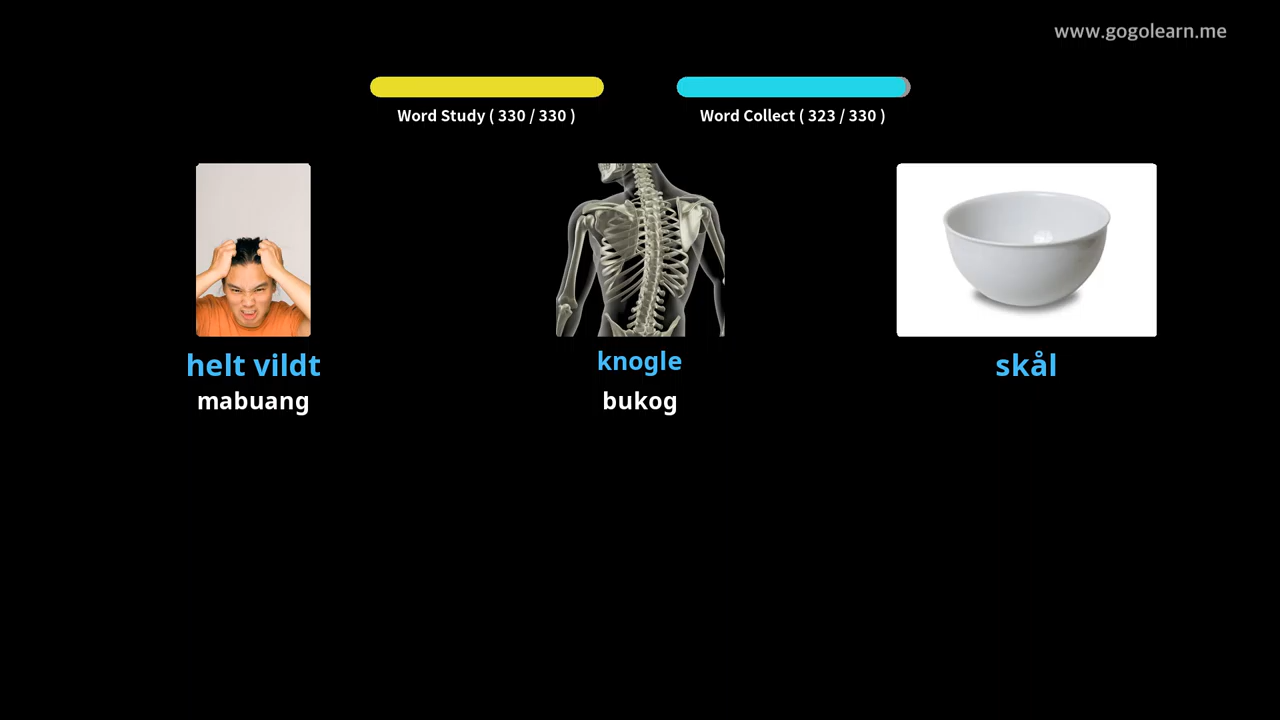 www.gogolearn.me
Word Study ( 330 / 330 )
Word Collect ( 323 / 330 )
helt vildt
mabuang
knogle
bukog
skål